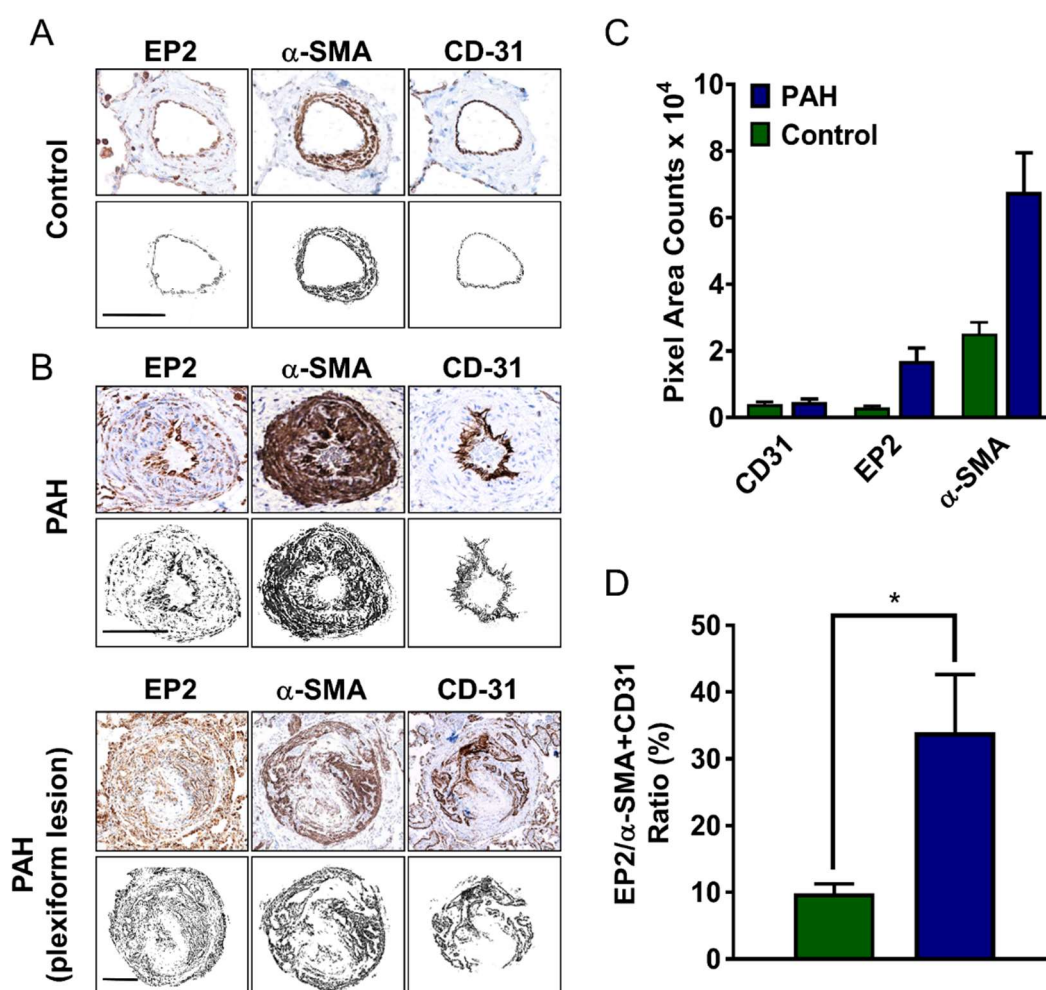 A
EP2 α-SMA CD-31
Control
B
EP2 α-SMA CD-31
PAH
EP2 α-SMA CD-31
PAH
(plexiform lesion)
C
Pixel Area Counts x 10⁴
10
8
6
4
2
0
PAH
Control
CD31 EP2 α-SMA
D
EP2/α-SMA+CD31
Ratio (%)
50
40
30
20
10
0
*